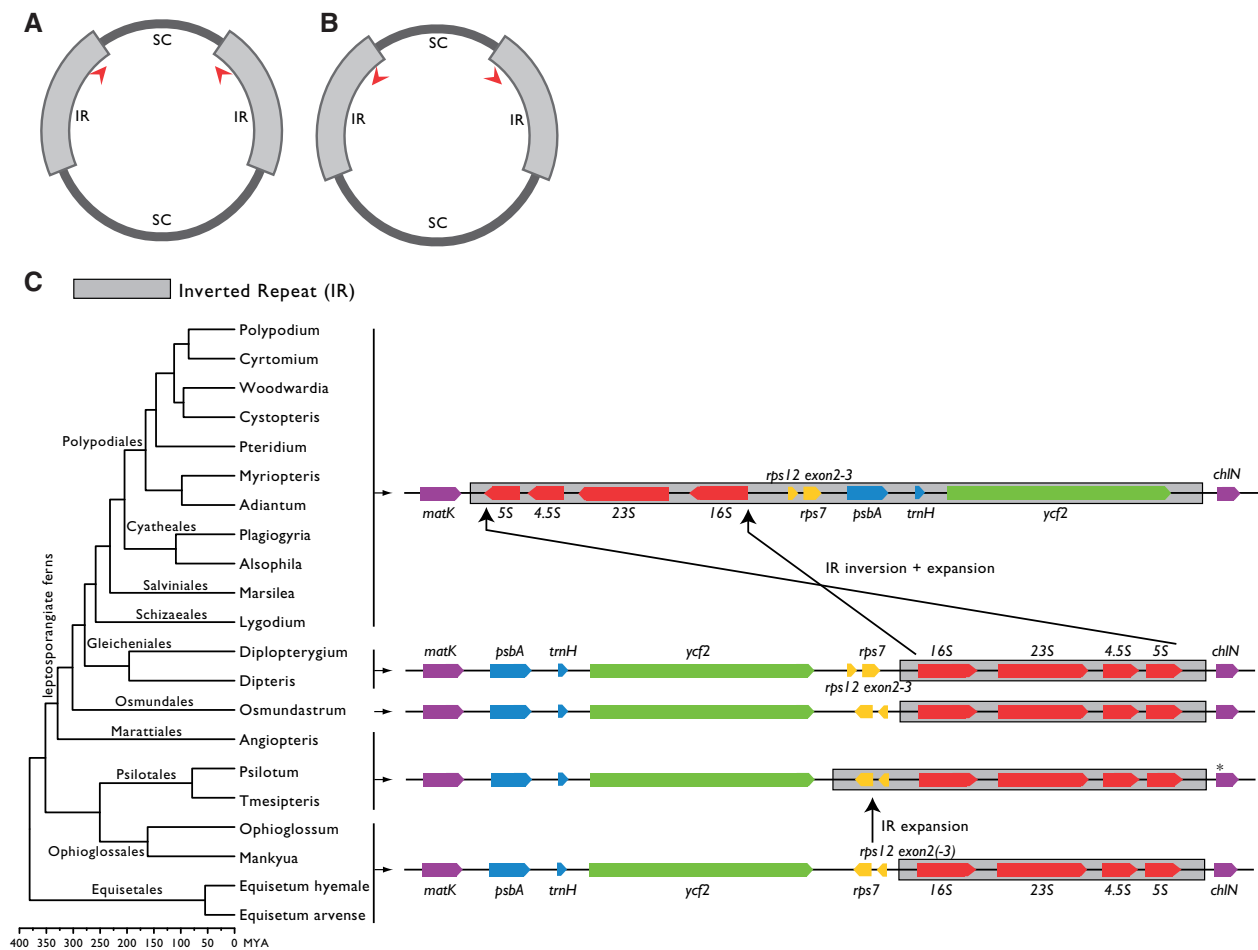 A
B
SC
SC
IR
IR
IR
IR
SC
SC
C
Inverted Repeat (IR)
Polypodium
Cyrtomium
Woodwardia
Cystopteris
Polypodiales
Pteridium
Myriopteris
Adiantum
Cyatheales
Plagiogyria
Alsophila
Salviniales
Marsilea
Schizaeales
Lygodium
leptosporangiate ferns
Gleicheniales
Diplopterygium
Dipteris
Osmundales
Osmundastrum
Marattiales
Angiopteris
Psilotales
Psilotum
Tmesipteris
Ophioglossum
Ophioglossales
Mankyua
Equisetales
Equisetum hyemale
Equisetum arvense
400 350 300 250 200 150 100 50 0 MYA
rps12 exon2-3
chlN
matK 5S 4.5S 23S 16S rps7 psbA trnH ycf2
IR inversion + expansion
matK psbA trnH ycf2 rps7 16S 23S 4.5S 5S chlN
rps12 exon2-3
*
IR expansion
rps12 exon2(-3)
matK psbA trnH ycf2 rps7 16S 23S 4.5S 5S chlN